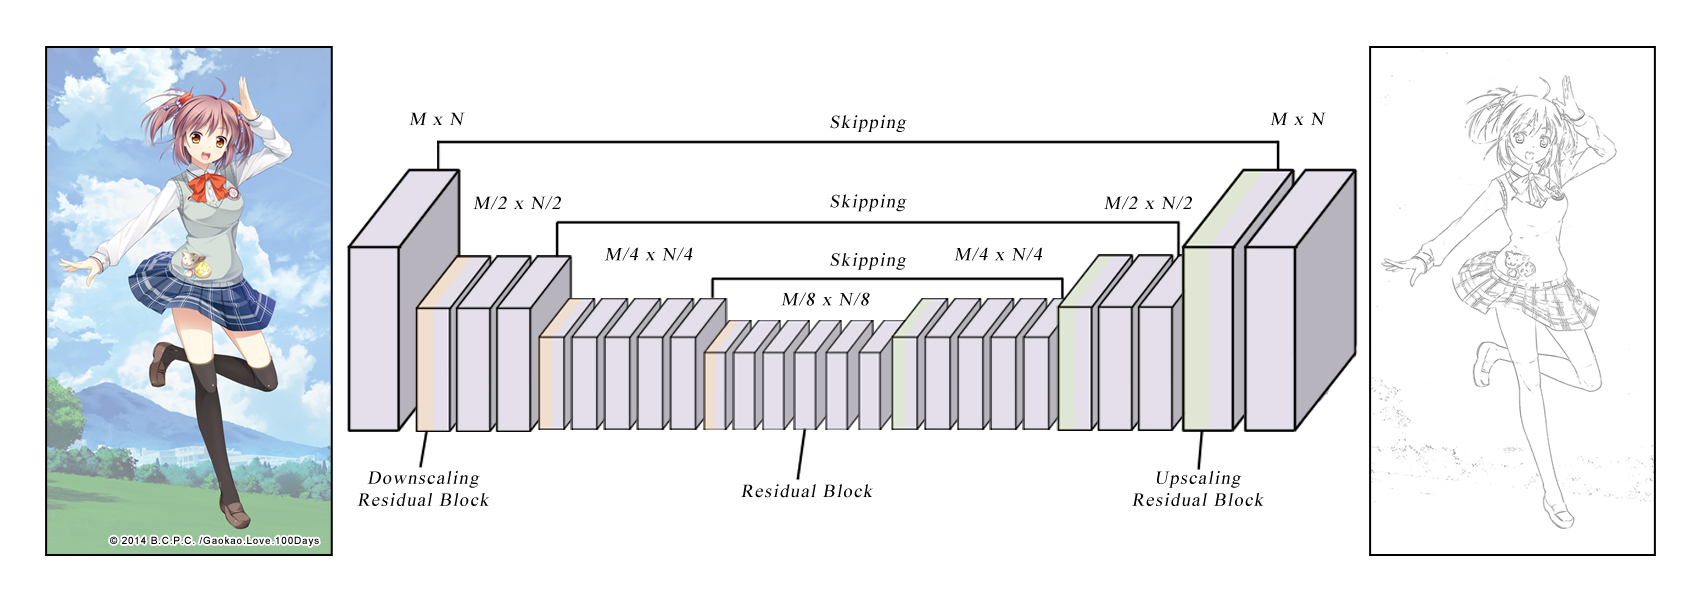 M x N
Skipping
M x N
M/2 x N/2
Skipping
M/2 x N/2
M/4 x N/4
Skipping
M/4 x N/4
M/8 x N/8
Downscaling
Residual Block
Residual Block
Upscaling
Residual Block
© 2014 B.C.P.C. /Gaokao.Love.100Days